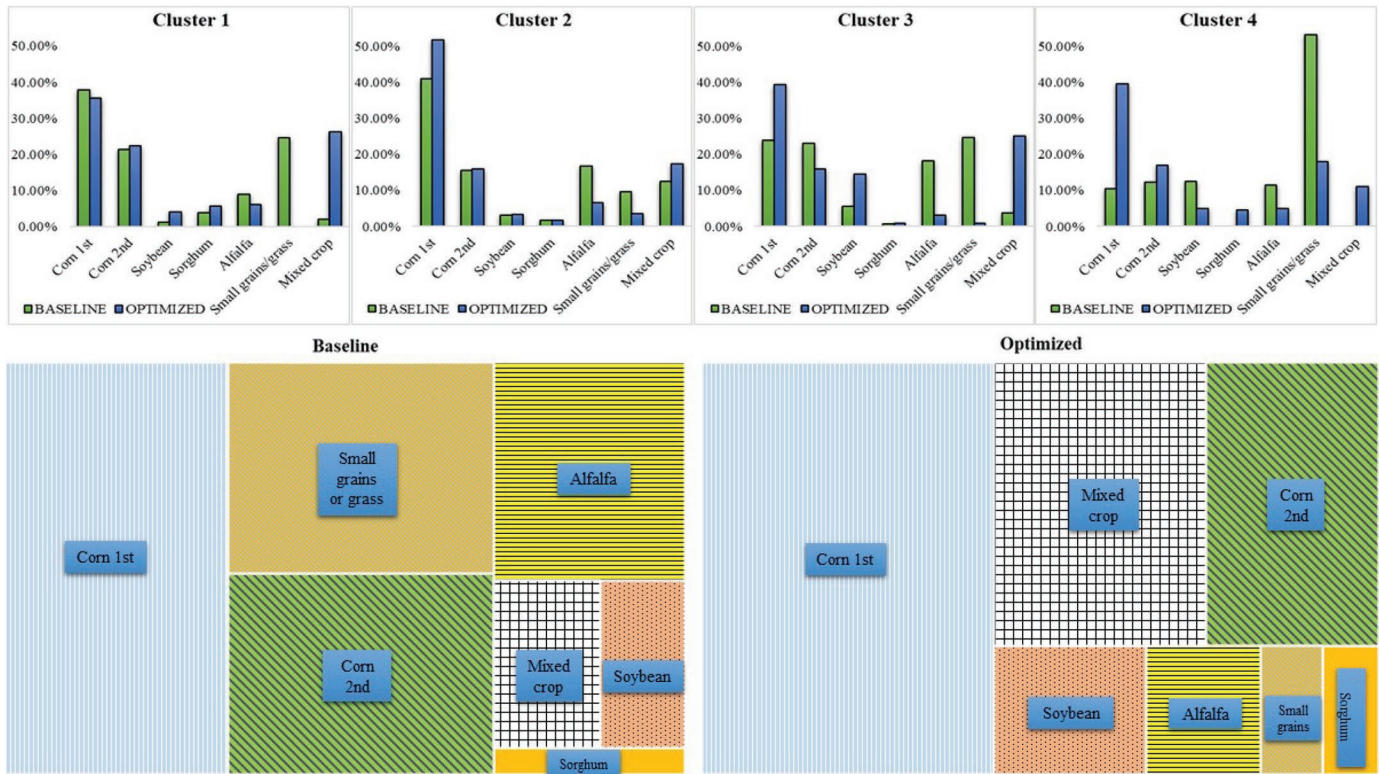 Cluster 1
50.00%
40.00%
30.00%
20.00%
10.00%
0.00%
Corn 1st
Corn 2nd
Soybean
Sorghum
Alfalfa
Small grains/grass
Mixed crop
BASELINE OPTIMIZED
Cluster 2
50.00%
40.00%
30.00%
20.00%
10.00%
0.00%
Corn 1st
Corn 2nd
Soybean
Sorghum
Alfalfa
Small grains/grass
Mixed crop
BASELINE OPTIMIZED
Cluster 3
50.00%
40.00%
30.00%
20.00%
10.00%
0.00%
Corn 1st
Corn 2nd
Soybean
Sorghum
Alfalfa
Small grains/grass
Mixed crop
BASELINE OPTIMIZED
Cluster 4
50.00%
40.00%
30.00%
20.00%
10.00%
0.00%
Corn 1st
Corn 2nd
Soybean
Sorghum
Alfalfa
Small grains/grass
Mixed crop
BASELINE OPTIMIZED
Baseline
Corn 1st
Small
grains
or grass
Alfalfa
Corn
2nd
Mixed
crop
Soybean
Sorghum
Optimized
Corn 1st
Mixed
crop
Corn
2nd
Soybean
Alfalfa
Small
grains
Sorghum